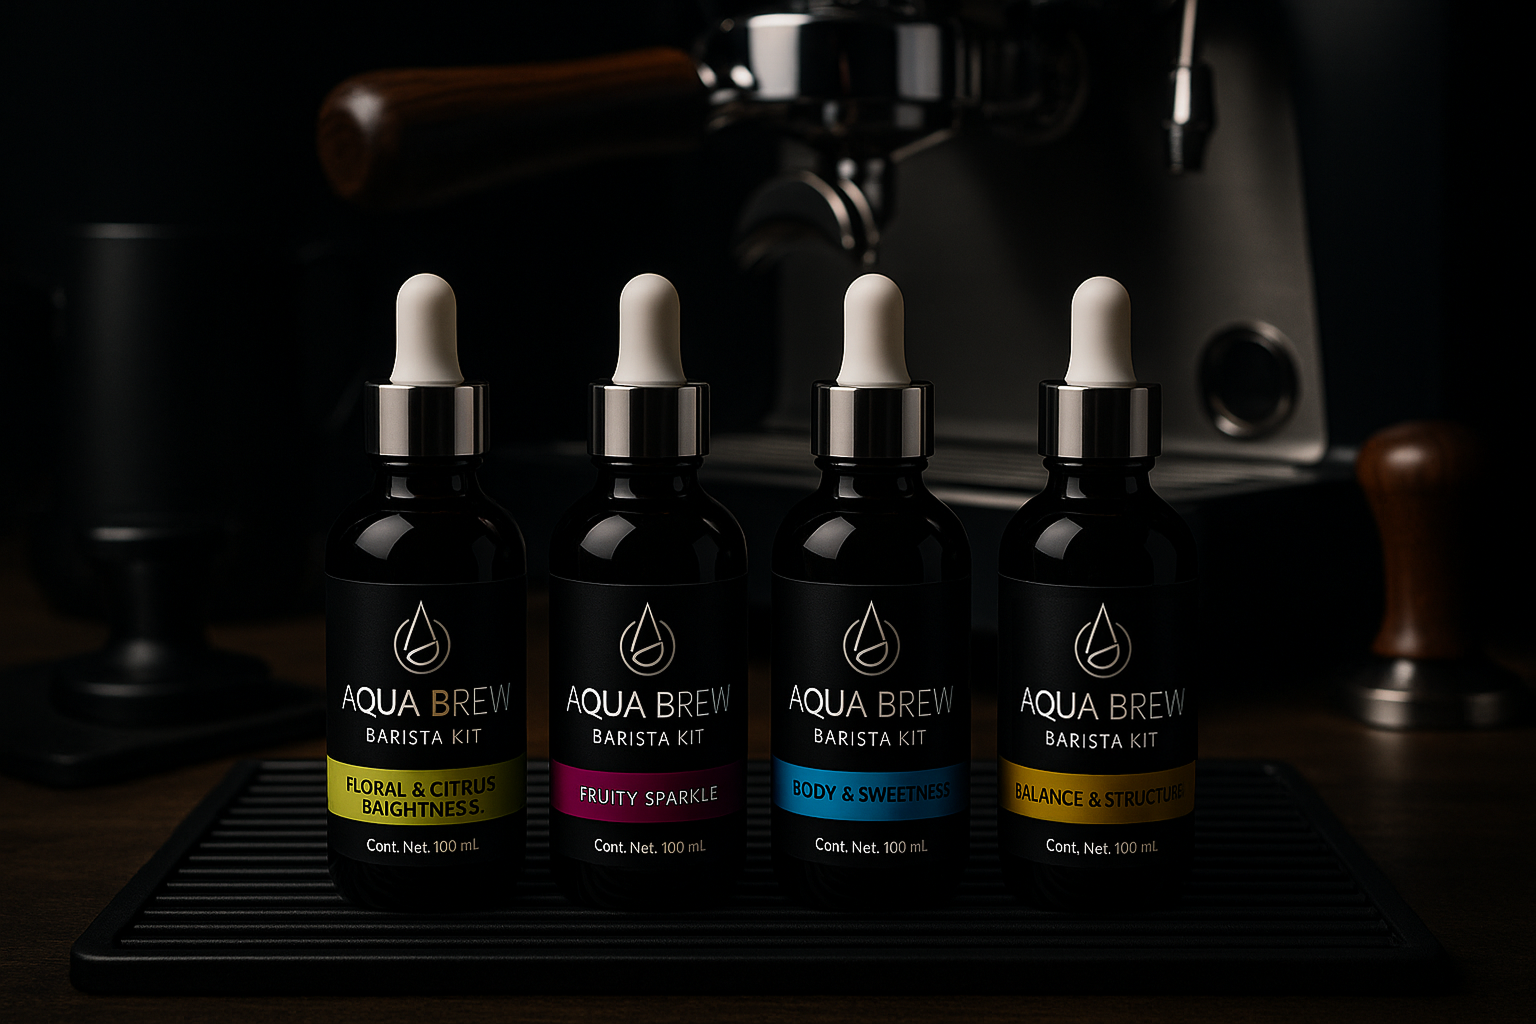 AQUA BREW
BARISTA KIT
FLORAL & CITRUS
BAIGHTNESS.
Cont. Net. 100 mL
AQUA BREW
BARISTA KIT
FRUITY SPARKLE
Cont. Net. 100 mL
AQUA BREW
BARISTA KIT
BODY & SWEETNESS
Cont. Net. 100 mL
AQUA BREW
BARISTA KIT
BALANCE & STRUCTURE
Cont, Net. 100 mL